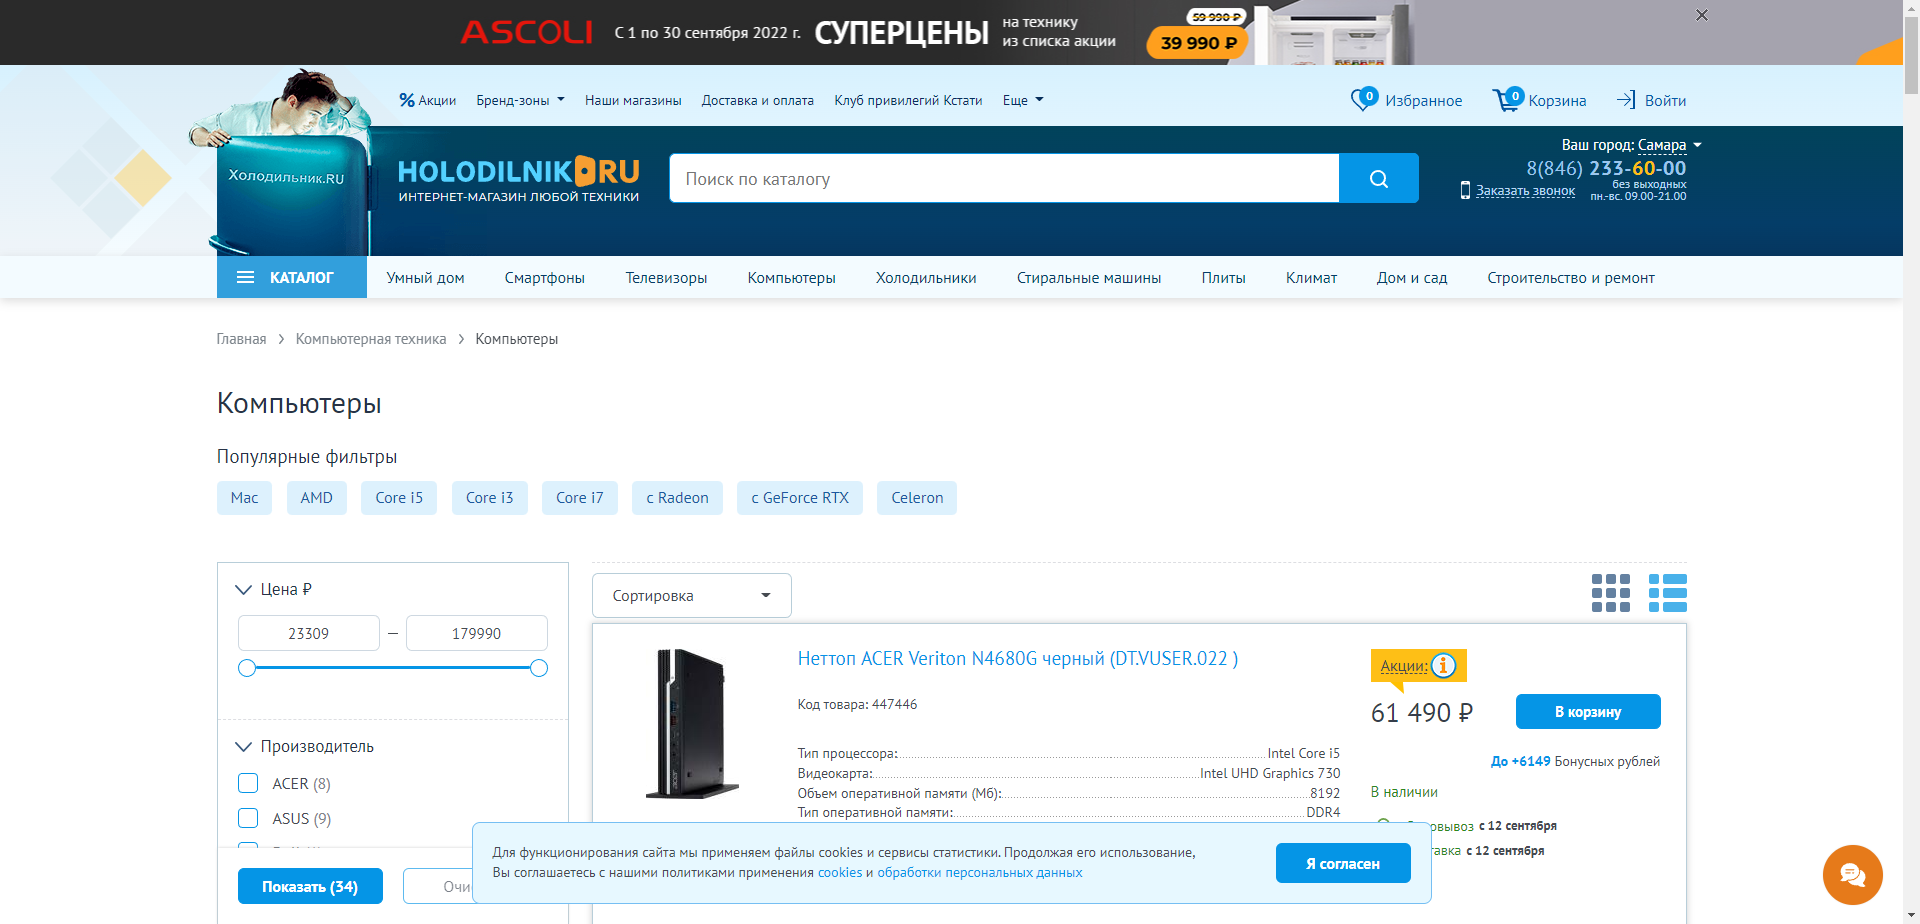 ASCOLI С 1 по 30 сентября 2022 г. СУПЕРЦЕНЫ на технику из списка акции
59 990 ₽
39 990 ₽
% Акции Бренд-зоны Наши магазины Доставка и оплата Клуб привилегий Кстати Еще
0 Избранное 0 Корзина Войти
Холодильник.RU
HOLODILNIK RU
ИНТЕРНЕТ-МАГАЗИН ЛЮБОЙ ТЕХНИКИ
Поиск по каталогу
Ваш город: Самара
8(846) 233-60-00
Заказать звонок
без выходных
пн.-вс. 09.00-21.00
КАТАЛОГ Умный дом Смартфоны Телевизоры Компьютеры Холодильники Стиральные машины Плиты Климат Дом и сад Строительство и ремонт
Главная Компьютерная техника Компьютеры
Компьютеры
Популярные фильтры
Mac AMD Core i5 Core i3 Core i7 с Radeon с GeForce RTX Celeron
Цена ₽
23309 — 179990
Производитель
ACER (8)
ASUS (9)
Показать (34)
Сортировка
Неттоп ACER Veriton N4680G черный (DT.VUSER.022 )
Код товара: 447446
Тип процессора: Intel Core i5
Видеокарта: Intel UHD Graphics 730
Объем оперативной памяти (Мб): 8192
Тип оперативной памяти: DDR4
Акции:
61 490 ₽
В корзину
До +6149 Бонусных рублей
В наличии
с 12 сентября
с 12 сентября
Для функционирования сайта мы применяем файлы cookies и сервисы статистики. Продолжая его использование,
Вы соглашаетесь с нашими политиками применения cookies и обработки персональных данных
Я согласен